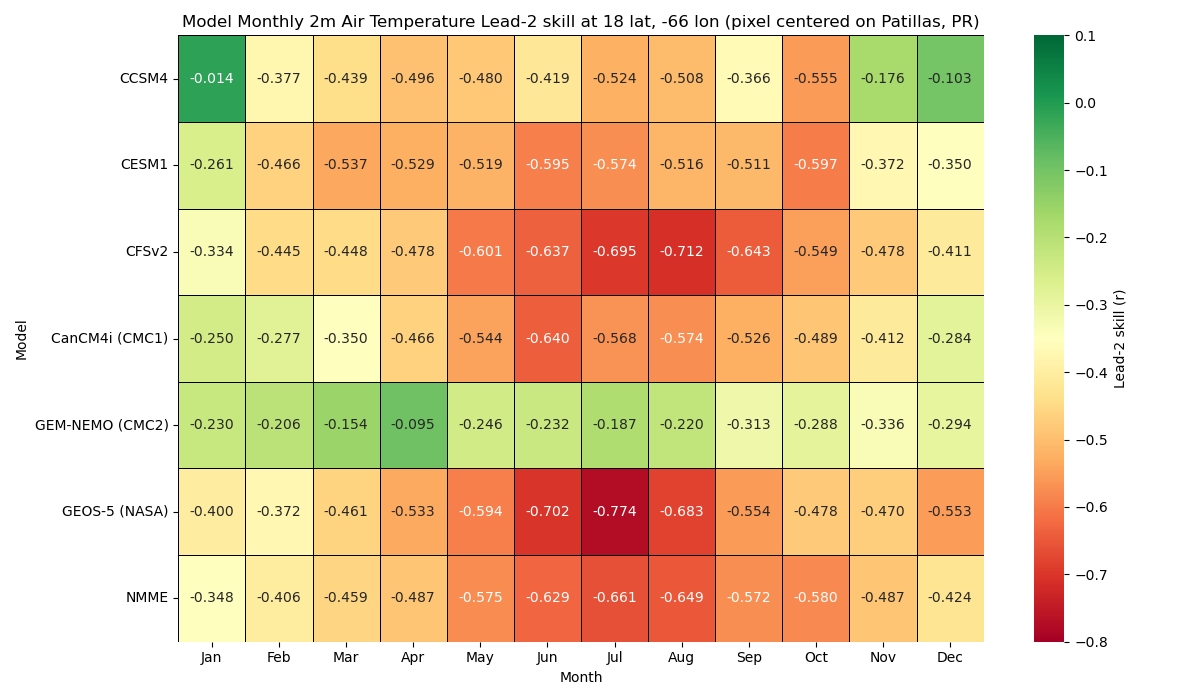 Model Monthly 2m Air Temperature Lead-2 skill at 18 lat, -66 lon (pixel centered on Patillas, PR)
Model
CCSM4 -0.014 -0.377 -0.439 -0.496 -0.480 -0.419 -0.524 -0.508 -0.366 -0.555 -0.176 -0.103
CESM1 -0.261 -0.466 -0.537 -0.529 -0.519 -0.595 -0.574 -0.516 -0.511 -0.597 -0.372 -0.350
CFSv2 -0.334 -0.445 -0.448 -0.478 -0.601 -0.637 -0.695 -0.712 -0.643 -0.549 -0.478 -0.411
CanCM4i (CMC1) -0.250 -0.277 -0.350 -0.466 -0.544 -0.640 -0.568 -0.574 -0.526 -0.489 -0.412 -0.284
GEM-NEMO (CMC2) -0.230 -0.206 -0.154 -0.095 -0.246 -0.232 -0.187 -0.220 -0.313 -0.288 -0.336 -0.294
GEOS-5 (NASA) -0.400 -0.372 -0.461 -0.533 -0.594 -0.702 -0.774 -0.683 -0.554 -0.478 -0.470 -0.553
NMME -0.348 -0.406 -0.459 -0.487 -0.575 -0.629 -0.661 -0.649 -0.572 -0.580 -0.487 -0.424
Jan Feb Mar Apr May Jun Jul Aug Sep Oct Nov Dec
Month
0.1
0.0
−0.1
−0.2
−0.3
−0.4
−0.5
−0.6
−0.7
−0.8
Lead-2 skill (r)